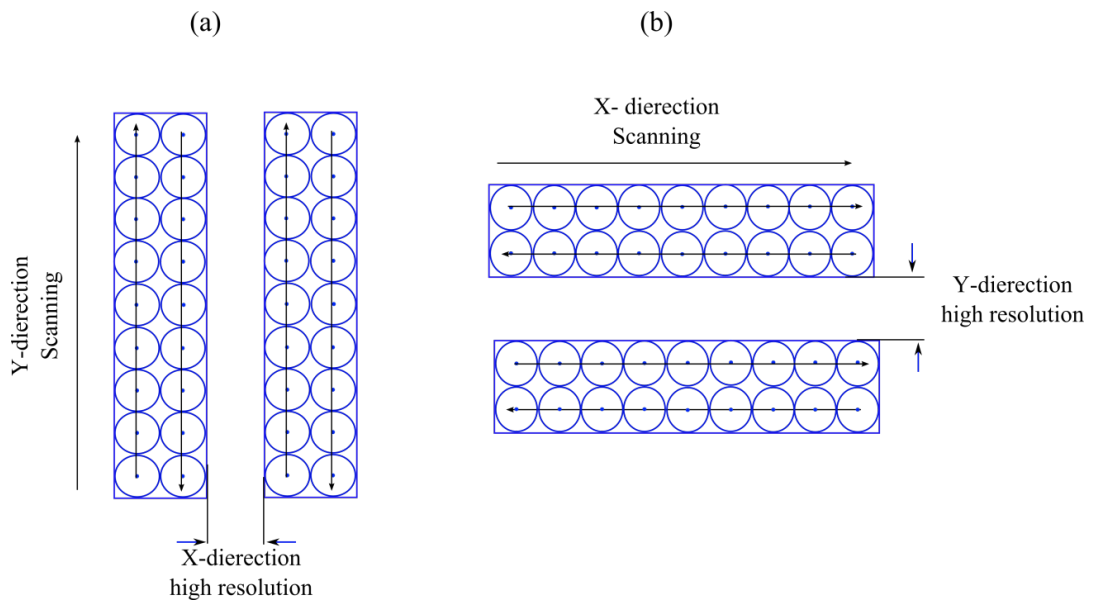 (a)
(b)
Y-dierection
Scanning
X-dierection
high resolution
X- dierection
Scanning
Y-dierection
high resolution